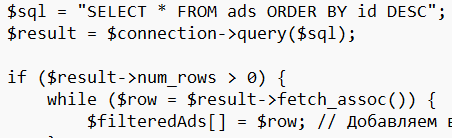 $sql = "SELECT * FROM ads ORDER BY id DESC";
$result = $connection->query($sql);
if ($result->num_rows > 0) {
while ($row = $result->fetch_assoc()) {
$filteredAds[] = $row; // Добавляем